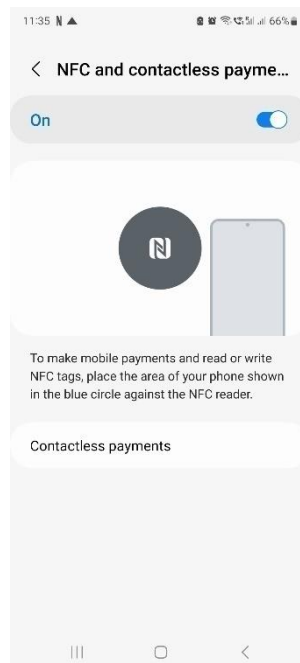 11:35 66%
NFC and contactless payme...
On
To make mobile payments and read or write
NFC tags, place the area of your phone shown
in the blue circle against the NFC reader.
Contactless payments